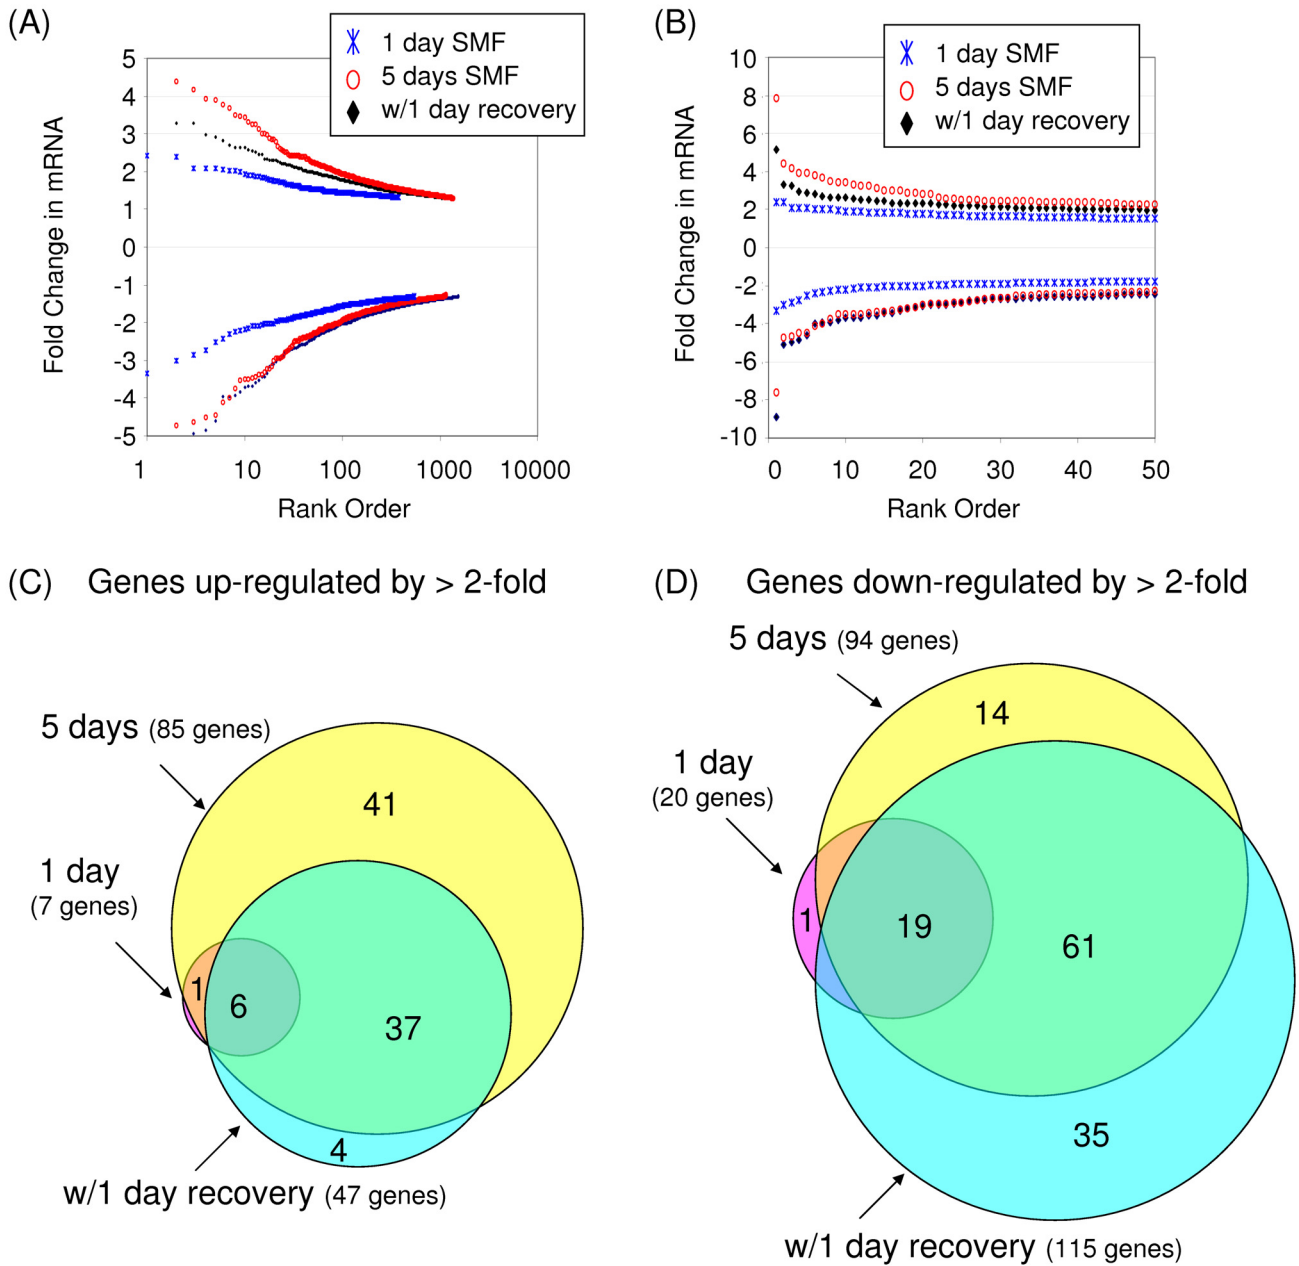 (A)
1 day SMF
5 days SMF
w/1 day recovery
Fold Change in mRNA
5
4
3
2
1
0
-1
-2
-3
-4
-5
1 10 100 1000 10000
Rank Order
(B)
1 day SMF
5 days SMF
w/1 day recovery
Fold Change in mRNA
10
8
6
4
2
0
-2
-4
-6
-8
-10
0 10 20 30 40 50
Rank Order
(C) Genes up-regulated by > 2-fold
5 days (85 genes)
41
1 day
(7 genes)
1
6
37
4
w/1 day recovery (47 genes)
(D) Genes down-regulated by > 2-fold
5 days (94 genes)
14
1 day
(20 genes)
1
19
61
35
w/1 day recovery (115 genes)